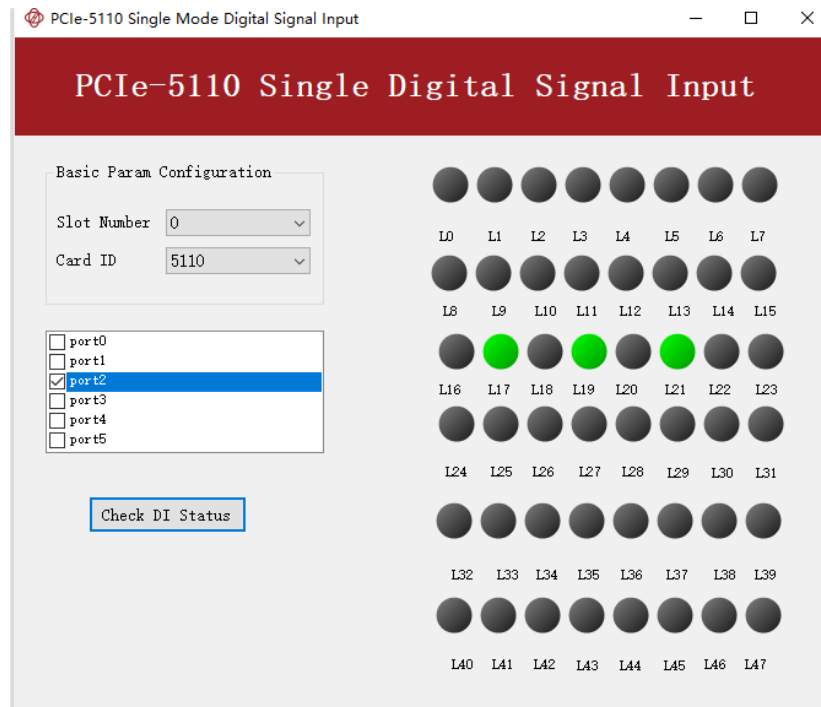 PCIe-5110 Single Mode Digital Signal Input
PCIe-5110 Single Digital Signal Input
Basic Param Configuration
Slot Number 0
Card ID 5110
port0
port1
port2
port3
port4
port5
Check DI Status
L0 L1 L2 L3 L4 L5 L6 L7
L8 L9 L10 L11 L12 L13 L14 L15
L16 L17 L18 L19 L20 L21 L22 L23
L24 L25 L26 L27 L28 L29 L30 L31
L32 L33 L34 L35 L36 L37 L38 L39
L40 L41 L42 L43 L44 L45 L46 L47